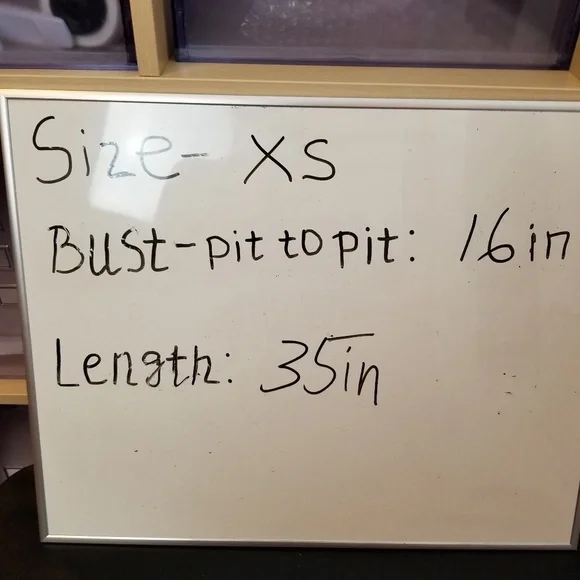 Size- XS
Bust-pit to pit: 16in
Length: 35in